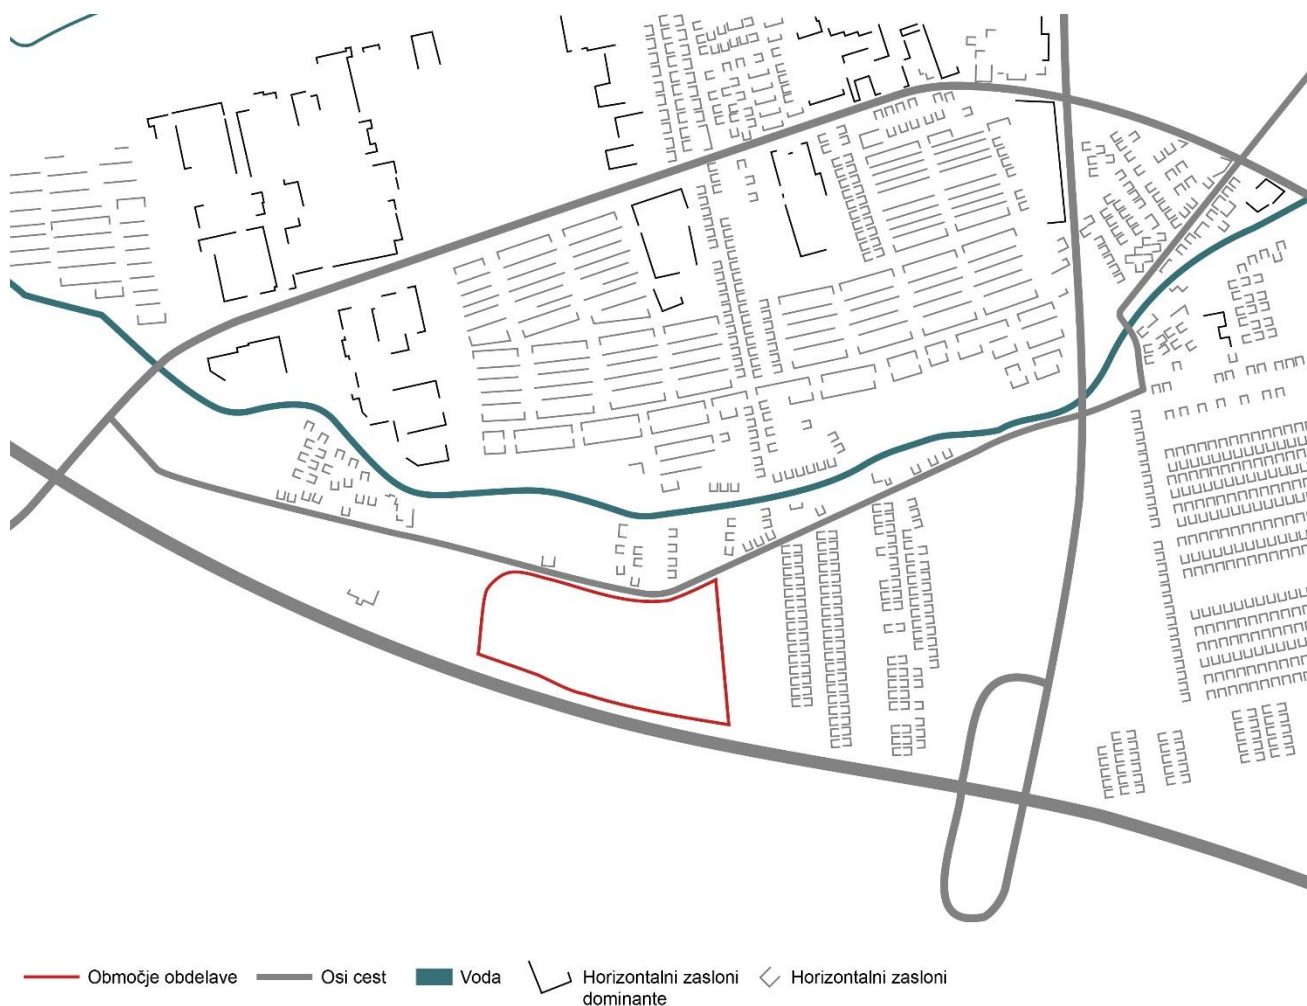 Območje obdelave
Osi cest
Voda
Horizontalni zasloni
dominante
Horizontalni zasloni